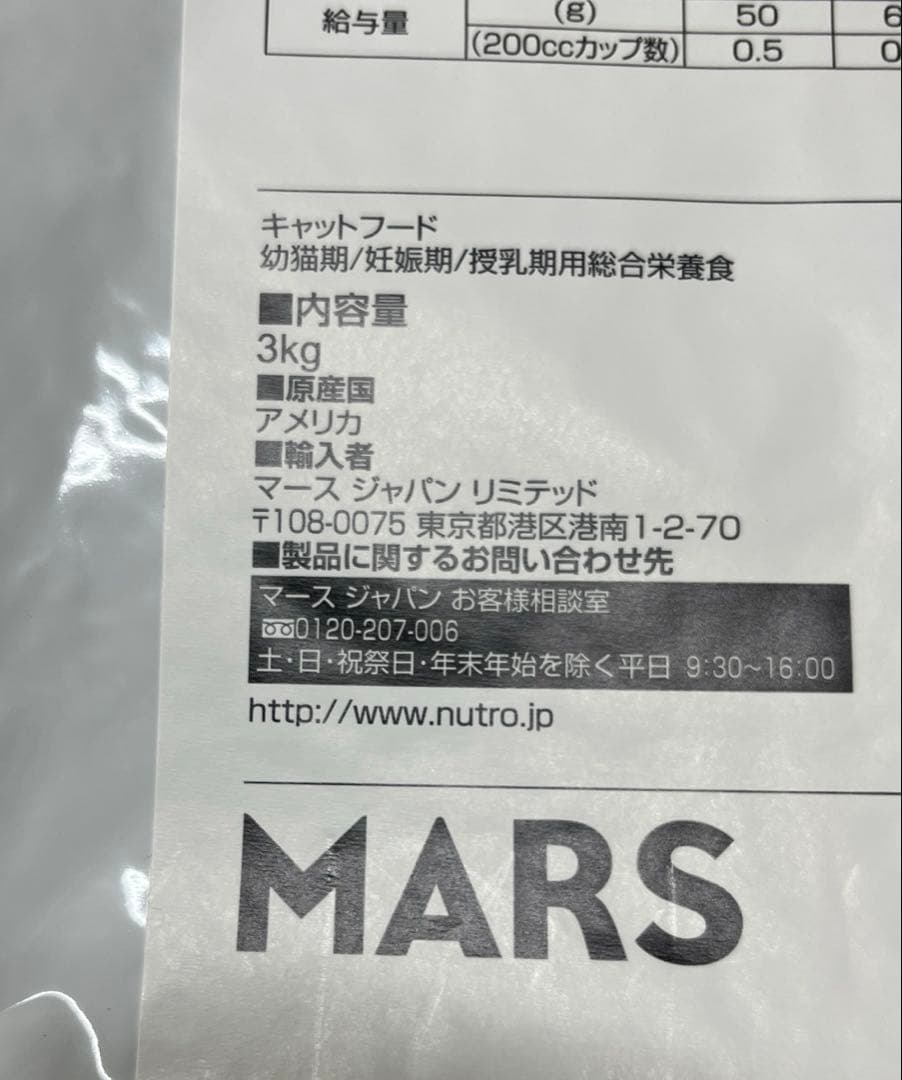 給与量 (g) 50 6
(200ccカップ数) 0.5 0
キャットフード
幼猫期/妊娠期/授乳期用総合栄養食
■内容量
3kg
■原産国
アメリカ
■輸入者
マース ジャパン リミテッド
〒108-0075 東京都港区港南1-2-70
■製品に関するお問い合わせ先
マース ジャパン お客様相談室
0120-207-006
土・日・祝祭日・年末年始を除く平日 9:30~16:00
http://www.nutro.jp
MARS